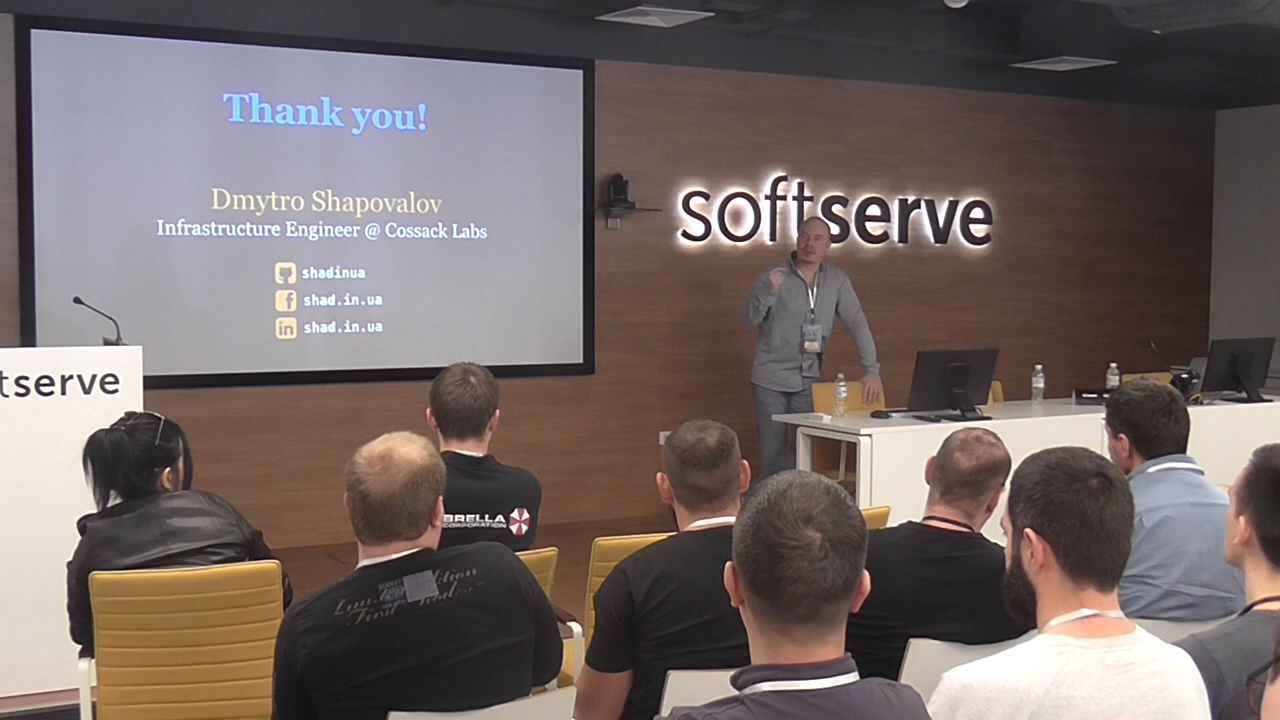 Thank you!
Dmytro Shapovalov
Infrastructure Engineer @ Cossack Labs
shadinua
shad.in.ua
shad.in.ua
softserve
tserve
BRELLA
CORPORATION